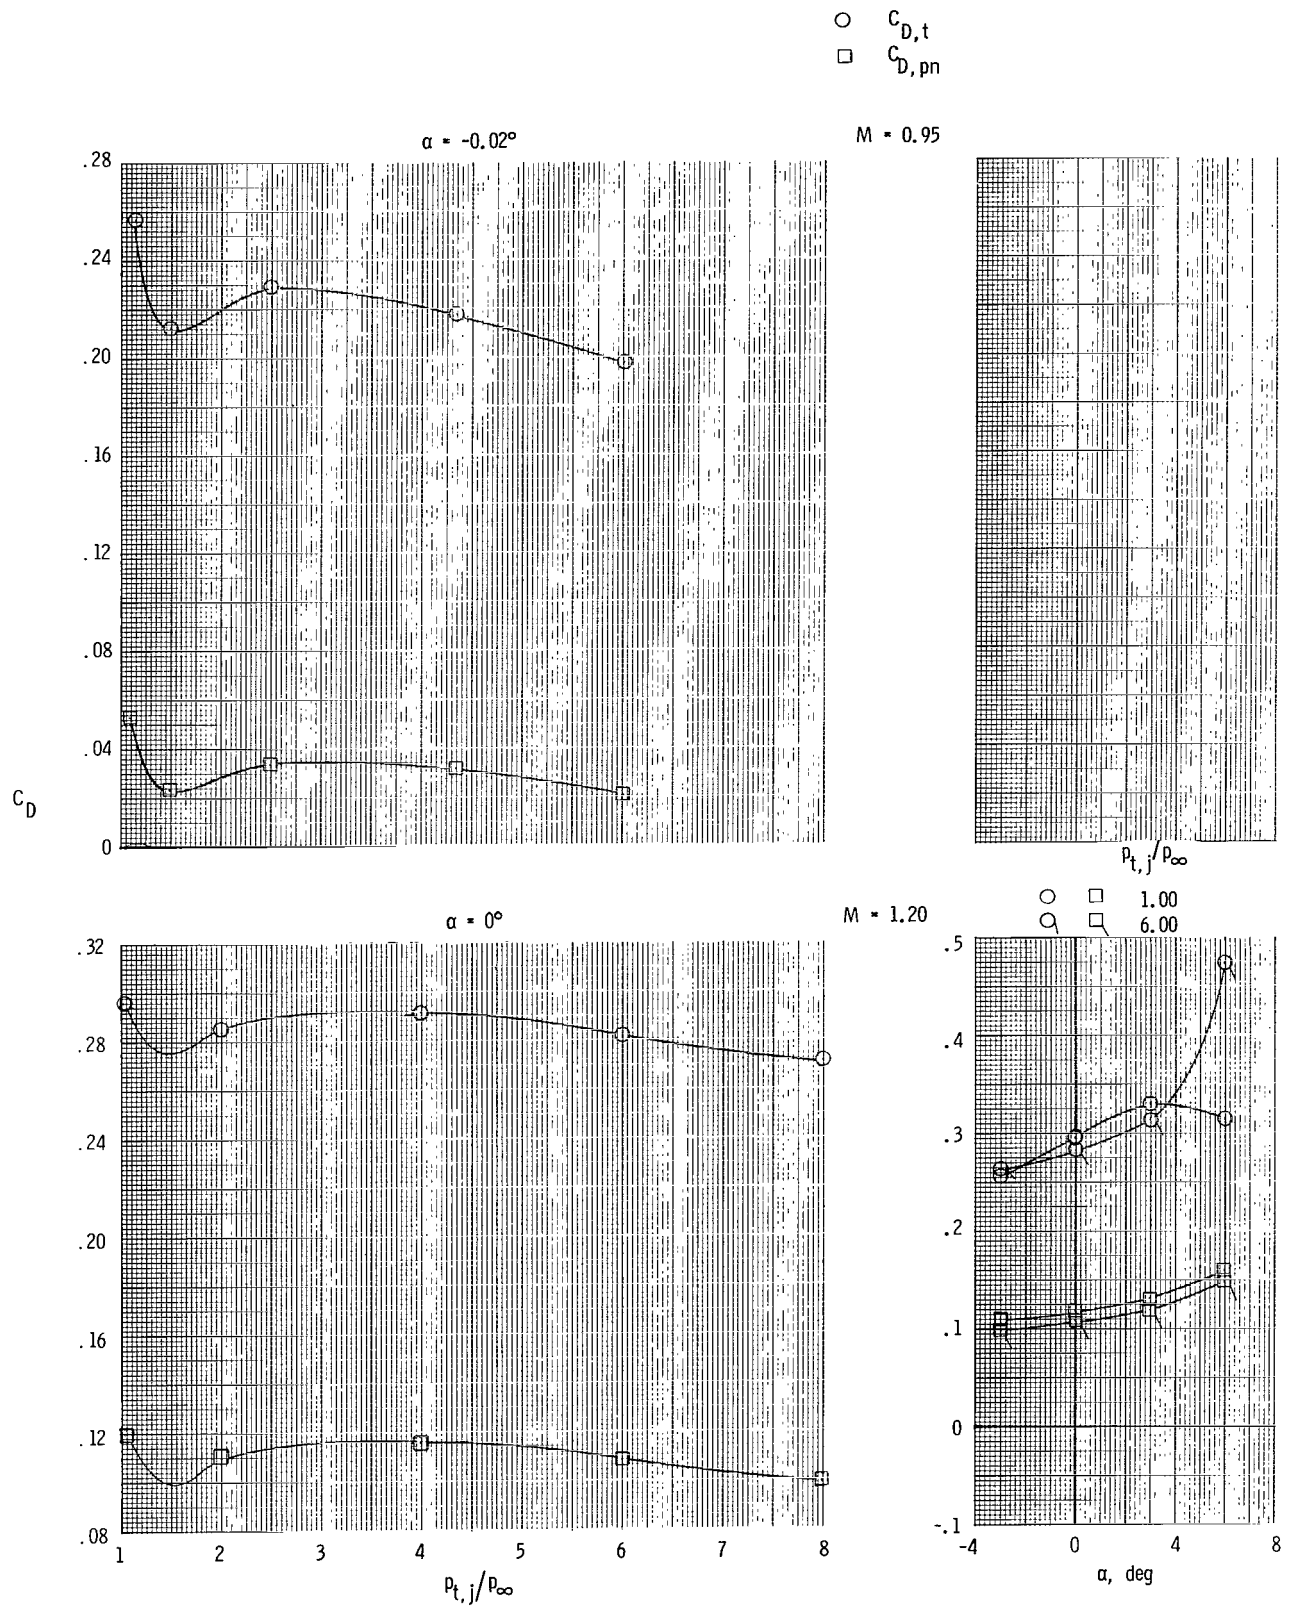 C_D,t
C_D,pn
α = -0.02°
M = 0.95
.28
.24
.20
.16
.12
.08
.04
0
C_D
p_t,j/p_∞
1.00
6.00
α = 0°
M = 1.20
.32
.28
.24
.20
.16
.12
.08
1 2 3 4 5 6 7 8
p_t,j/p_∞
.5
.4
.3
.2
.1
0
-.1
-4 0 4 8
α, deg